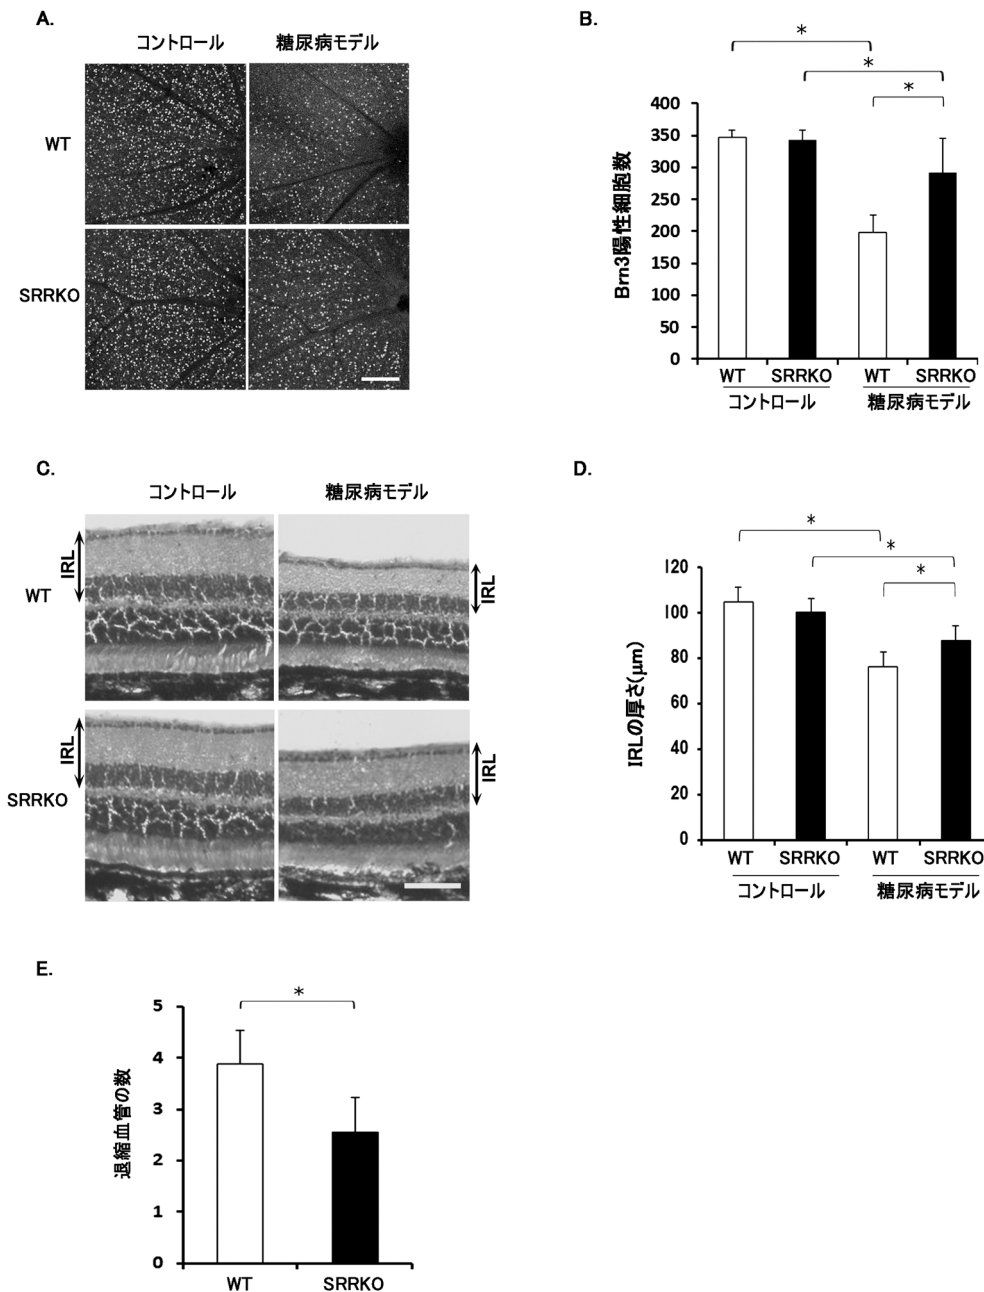 A.
コントロール 糖尿病モデル
WT
SRRKO
B.
*
*
*
Brn3陽性細胞数
400
350
300
250
200
150
100
50
0
WT SRRKO WT SRRKO
コントロール 糖尿病モデル
C.
コントロール 糖尿病モデル
IRL
IRL
WT
IRL
IRL
SRRKO
D.
*
*
*
IRLの厚さ(μm)
120
100
80
60
40
20
0
WT SRRKO WT SRRKO
コントロール 糖尿病モデル
E.
*
退縮血管の数
5
4
3
2
1
0
WT SRRKO